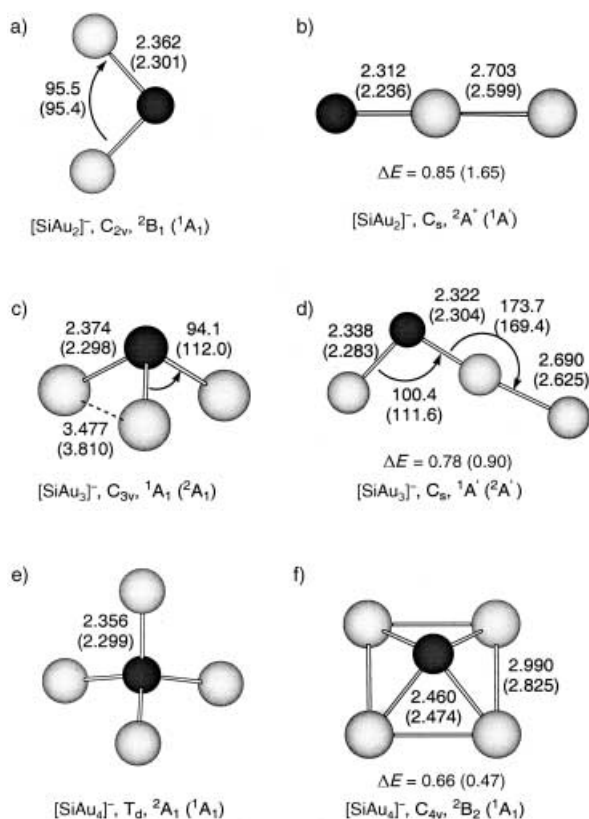 a)
2.362
(2.301)
95.5
(95.4)
[SiAu₂]⁻, C₂ᵥ, ²B₁ (¹A₁)
b)
2.312
(2.236)
2.703
(2.599)
ΔE = 0.85 (1.65)
[SiAu₂]⁻, Cₛ, ²A" (¹A')
c)
2.374
(2.298)
94.1
(112.0)
3.477
(3.810)
[SiAu₃]⁻, C₃ᵥ, ¹A₁ (²A₁)
d)
2.338
(2.283)
2.322
(2.304)
173.7
(169.4)
2.690
(2.625)
100.4
(111.6)
ΔE = 0.78 (0.90)
[SiAu₃]⁻, Cₛ, ¹A' (²A')
e)
2.356
(2.299)
[SiAu₄]⁻, T_d, ²A₁ (¹A₁)
f)
2.990
(2.825)
2.460
(2.474)
ΔE = 0.66 (0.47)
[SiAu₄]⁻, C₄ᵥ, ²B₂ (¹A₁)